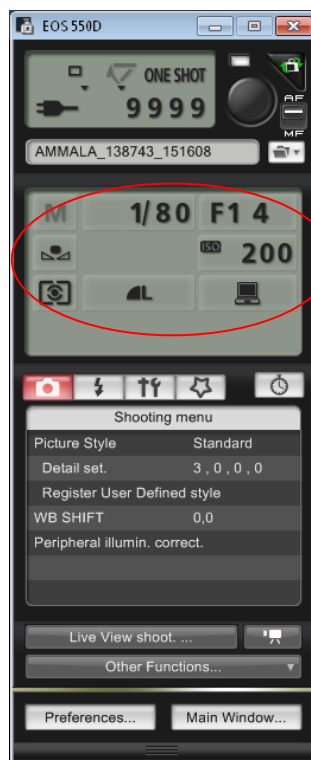 EOS 550D
ONE SHOT
9999
AF
MF
AMMALA_138743_151608
M 1/80 F14
ISO 200
L
Shooting menu
Picture Style Standard
Detail set. 3 , 0 , 0 , 0
Register User Defined style
WB SHIFT 0,0
Peripheral illumin. correct.
Live View shoot. ...
Other Functions...
Preferences... Main Window...